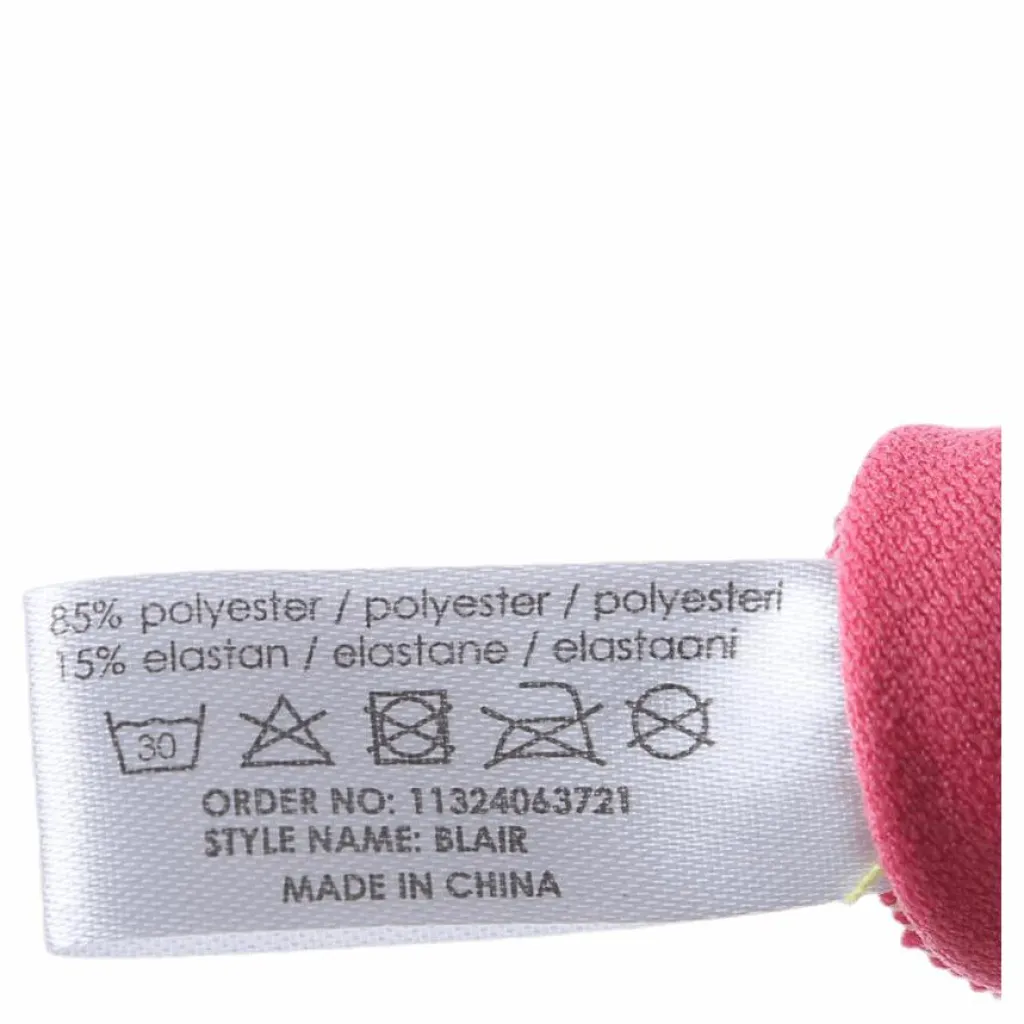 85% polyester / polyester / polyesteri
15% elastan / elastane / elastaani
30
ORDER NO: 11324063721
STYLE NAME: BLAIR
MADE IN CHINA